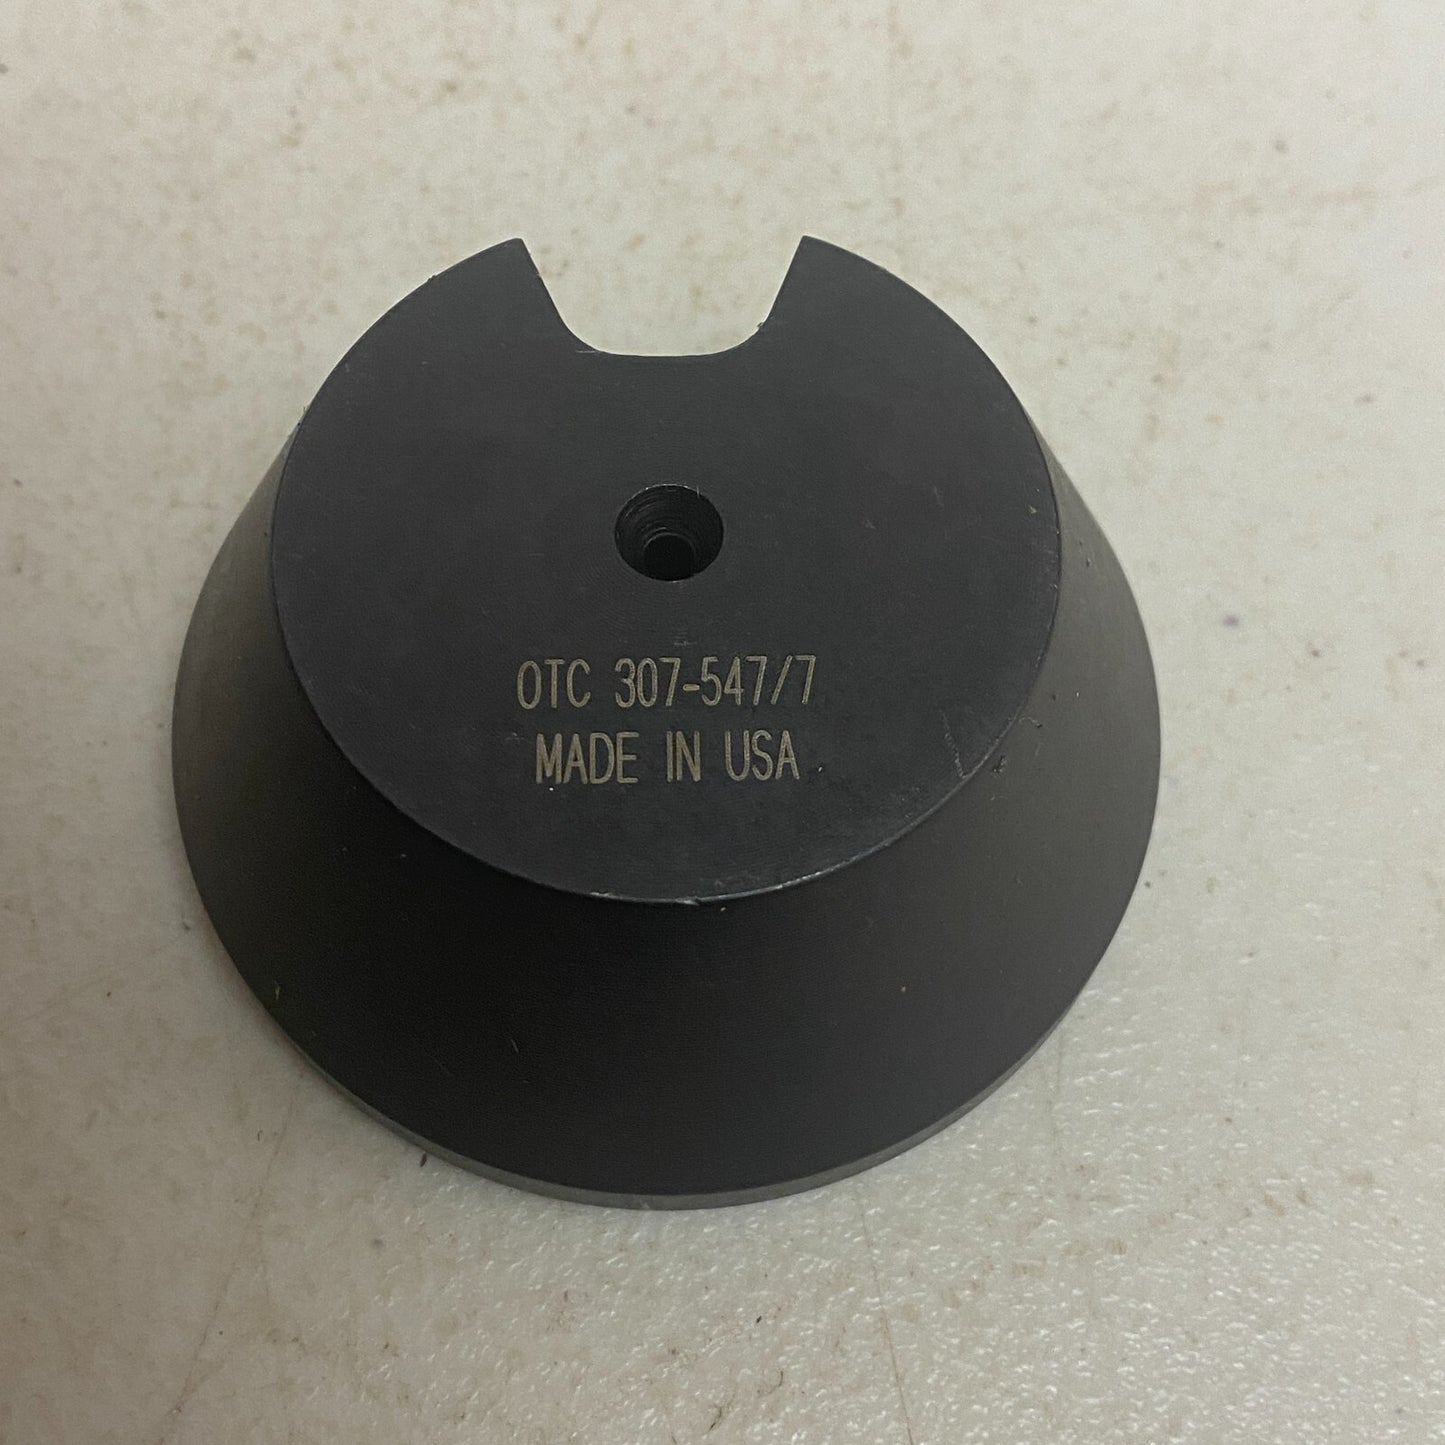 OTC 307-547/7
MADE IN USA